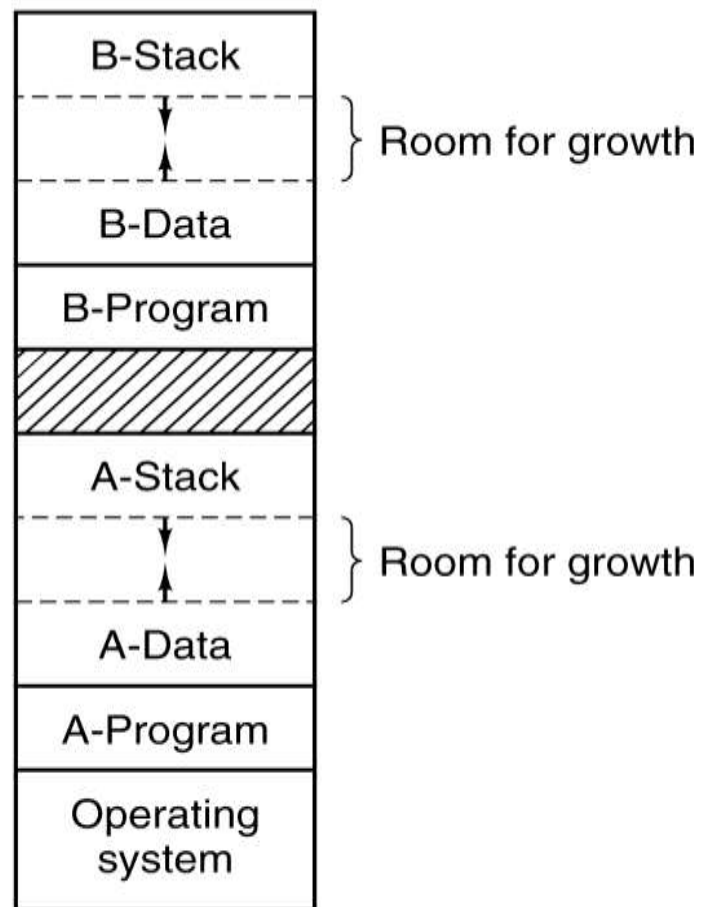 B-Stack
Room for growth
B-Data
B-Program
A-Stack
Room for growth
A-Data
A-Program
Operating
system